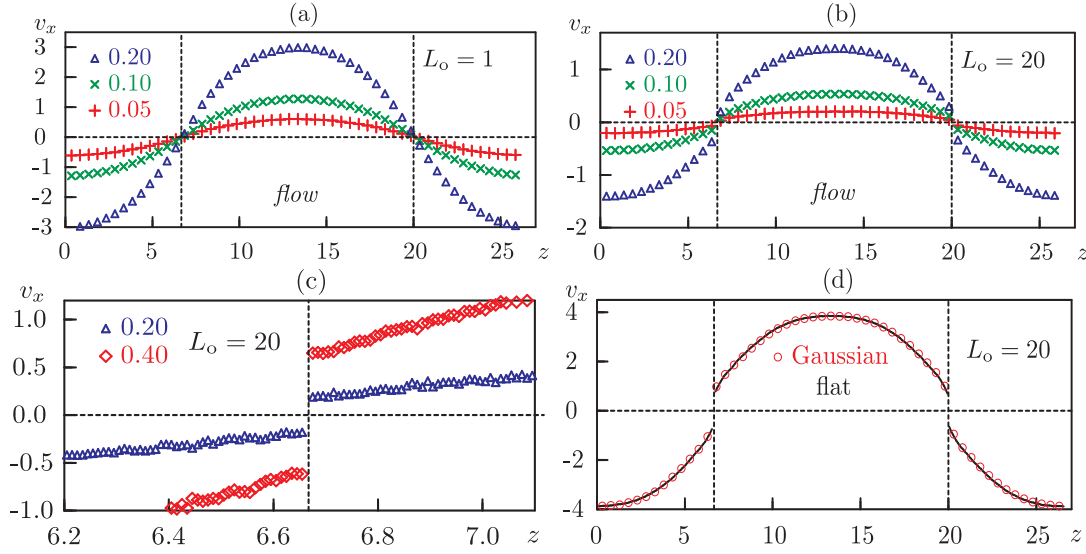 (a)
v_x
3
2
1
0
-1
-2
-3
△ 0.20
× 0.10
+ 0.05
L_o = 1
flow
0 5 10 15 20 25 z
(b)
v_x
1
0
-1
-2
△ 0.20
× 0.10
+ 0.05
L_o = 20
flow
0 5 10 15 20 25 z
(c)
v_x
1.0
0.5
0.0
-0.5
-1.0
△ 0.20
◇ 0.40
L_o = 20
6.2 6.4 6.6 6.8 7.0 z
(d)
v_x
4
2
0
-2
-4
○ Gaussian
flat
L_o = 20
0 5 10 15 20 25 z